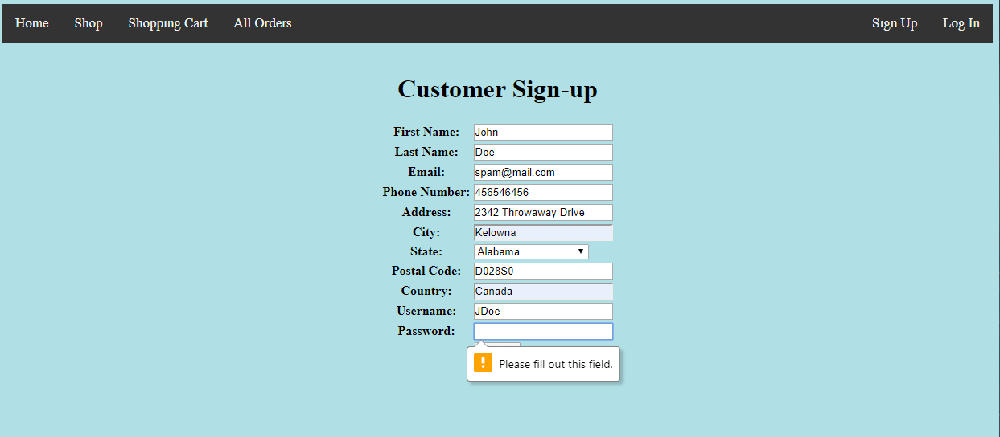 Home Shop Shopping Cart All Orders Sign Up Log In
Customer Sign-up
First Name: John
Last Name: Doe
Email: spam@mail.com
Phone Number: 456546456
Address: 2342 Throwaway Drive
City: Kelowna
State: Alabama
Postal Code: D028S0
Country: Canada
Username: JDoe
Password:
Please fill out this field.